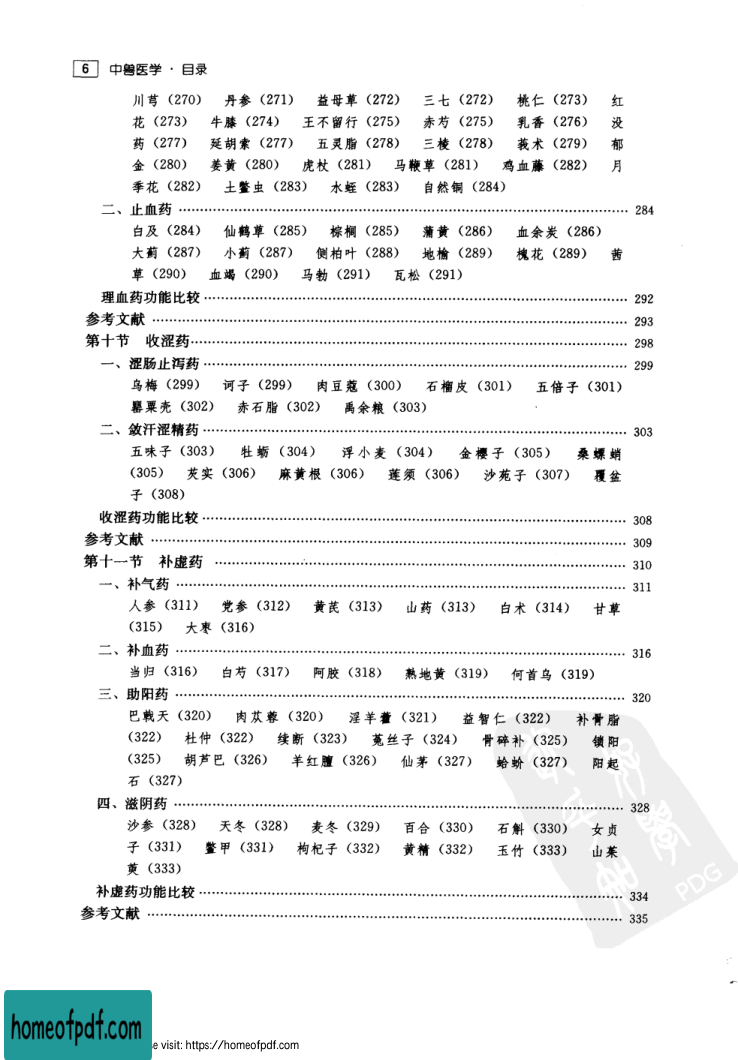 6 中兽医学·目录
川芎（270） 丹参（271） 益母草（272） 三七（272） 桃仁（273） 红
花（273） 牛膝（274） 王不留行（275） 赤芍（275） 乳香（276） 没
药（277） 延胡索（277） 五灵脂（278） 三棱（278） 莪术（279） 郁
金（280） 姜黄（280） 虎杖（281） 马鞭草（281） 鸡血藤（282） 月
季花（282） 土鳖虫（283） 水蛭（283） 自然铜（284）
二、止血药 …… 284
白及（284） 仙鹤草（285） 棕榈（285） 蒲黄（286） 血余炭（286）
大蓟（287） 小蓟（287） 侧柏叶（288） 地榆（289） 槐花（289） 茜
草（290） 血竭（290） 马勃（291） 瓦松（291）
理血药功能比较 …… 292
参考文献 …… 293
第十节 收涩药 …… 298
一、涩肠止泻药 …… 299
乌梅（299） 诃子（299） 肉豆蔻（300） 石榴皮（301） 五倍子（301）
罂粟壳（302） 赤石脂（302） 禹余粮（303）
二、敛汗涩精药 …… 303
五味子（303） 牡蛎（304） 浮小麦（304） 金樱子（305） 桑螵蛸
（305） 芡实（306） 麻黄根（306） 莲须（306） 沙苑子（307） 覆盆
子（308）
收涩药功能比较 …… 308
参考文献 …… 309
第十一节 补虚药 …… 310
一、补气药 …… 311
人参（311） 党参（312） 黄芪（313） 山药（313） 白术（314） 甘草
（315） 大枣（316）
二、补血药 …… 316
当归（316） 白芍（317） 阿胶（318） 熟地黄（319） 何首乌（319）
三、助阳药 …… 320
巴戟天（320） 肉苁蓉（320） 淫羊藿（321） 益智仁（322） 补骨脂
（322） 杜仲（322） 续断（323） 菟丝子（324） 骨碎补（325） 锁阳
（325） 胡芦巴（326） 羊红膻（326） 仙茅（327） 蛤蚧（327） 阳起
石（327）
四、滋阴药 …… 328
沙参（328） 天冬（328） 麦冬（329） 百合（330） 石斛（330） 女贞
子（331） 鳖甲（331） 枸杞子（332） 黄精（332） 玉竹（333） 山茱
萸（333）
补虚药功能比较 …… 334
参考文献 …… 335
PDG
homeofpdf.com
e visit: https://homeofpdf.com